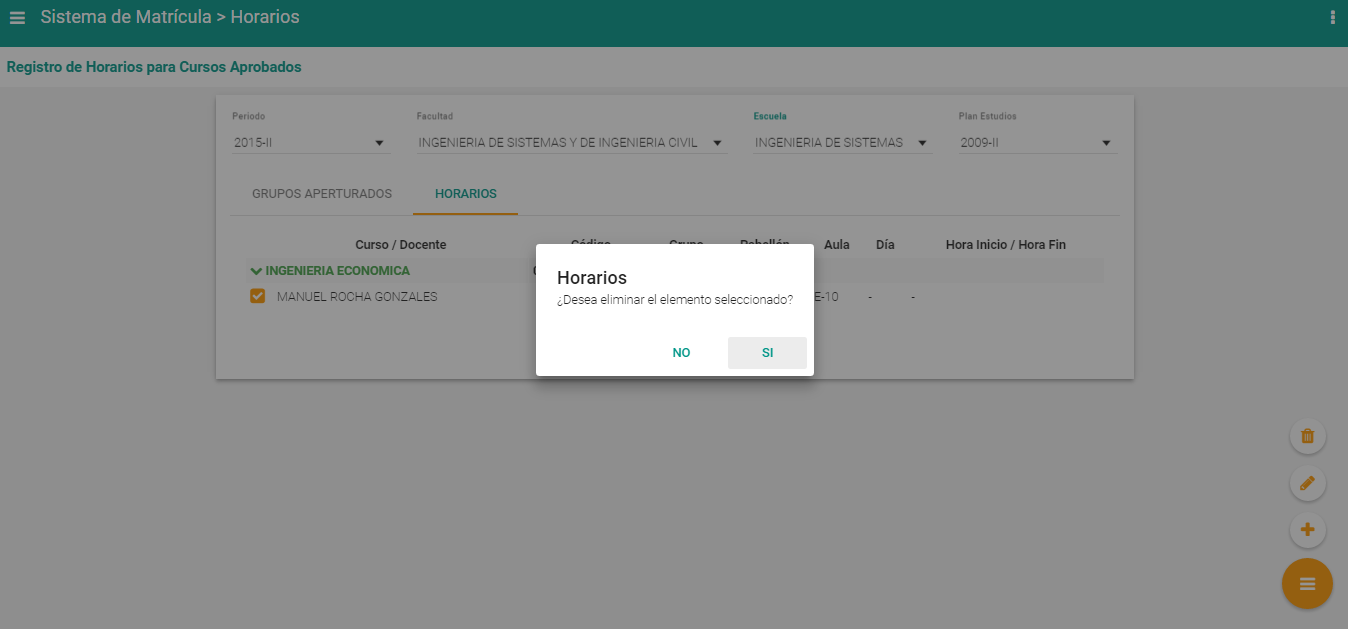 Sistema de Matrícula > Horarios
Registro de Horarios para Cursos Aprobados
Periodo Facultad Escuela Plan Estudios
2015-II INGENIERIA DE SISTEMAS Y DE INGENIERIA CIVIL INGENIERIA DE SISTEMAS 2009-II
GRUPOS APERTURADOS HORARIOS
Curso / Docente Código Grupo Pabellón Aula Día Hora Inicio / Hora Fin
INGENIERIA ECONOMICA
MANUEL ROCHA GONZALES E-10 - -
Horarios
¿Desea eliminar el elemento seleccionado?
NO SI